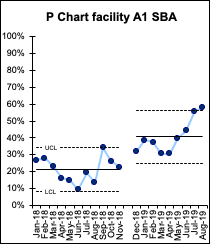 P Chart facility A1 SBA
100%
90%
80%
70%
60%
50%
40%
30%
20%
10%
0%
UCL
LCL
Jan-18
Feb-18
Mar-18
Apr-18
May-18
Jun-18
Jul-18
Aug-18
Sep-18
Oct-18
Nov-18
Dec-18
Jan-19
Feb-19
Mar-19
Apr-19
May-19
Jun-19
Jul-19
Aug-19